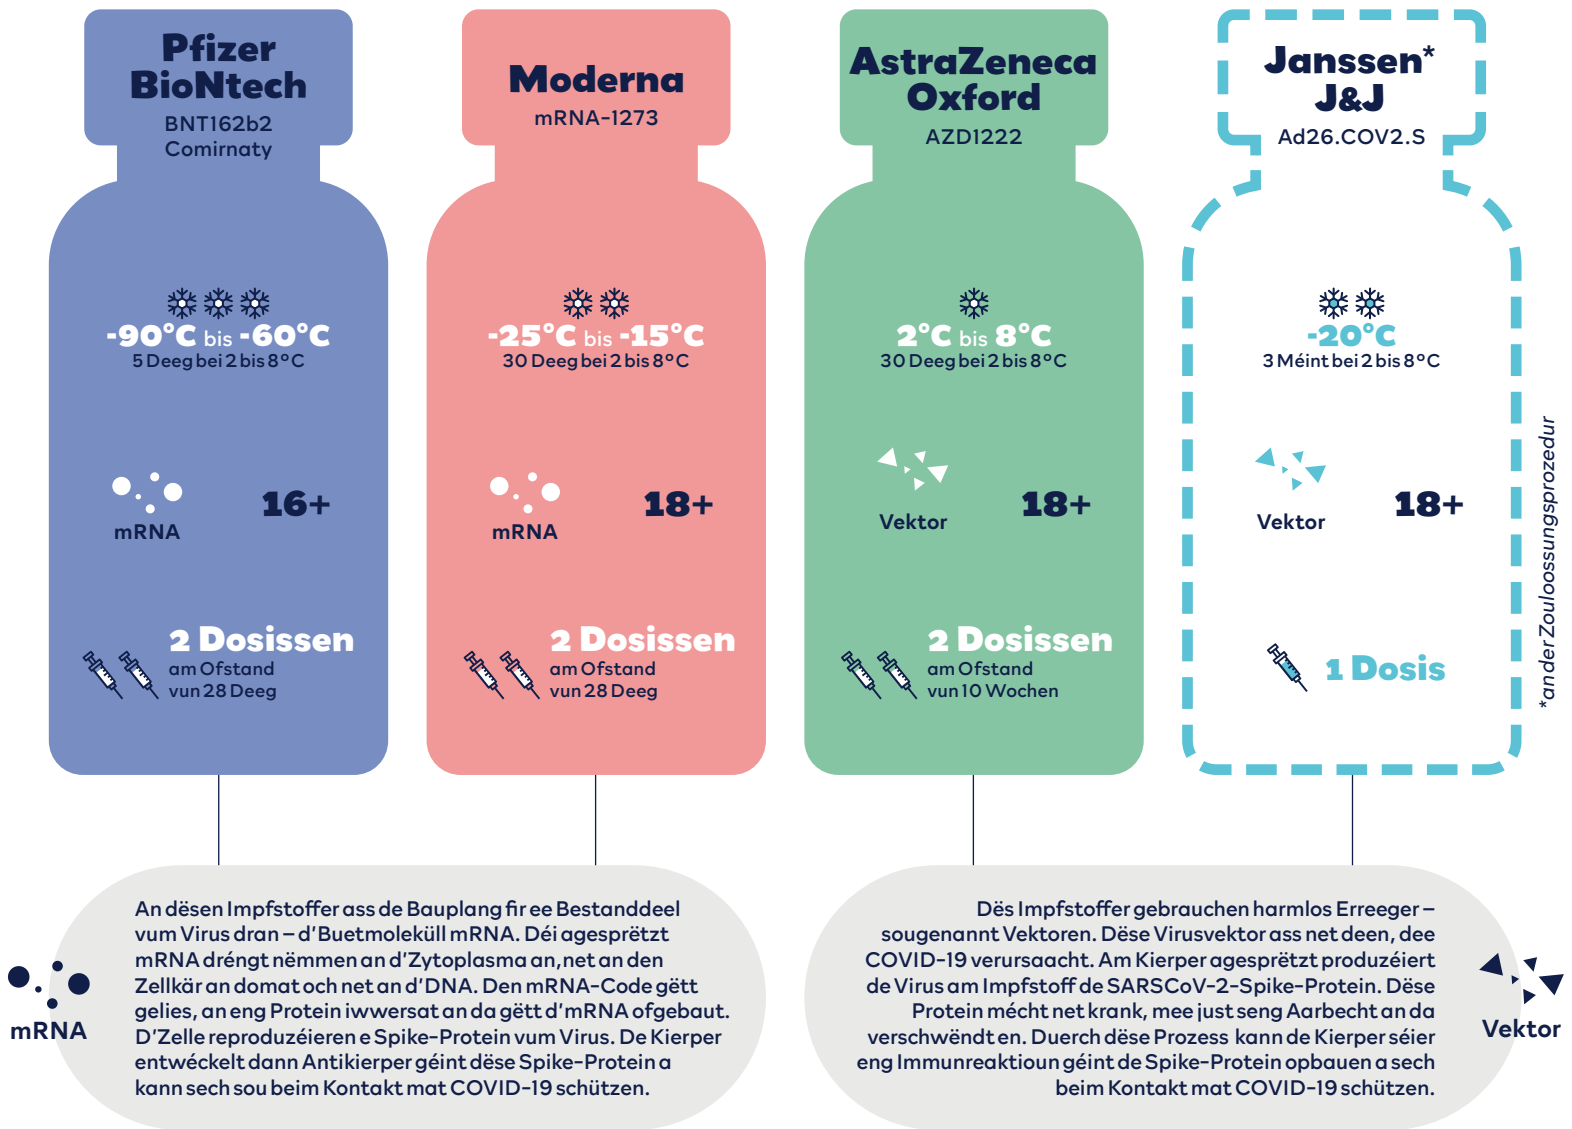 Pfizer
BioNtech
BNT162b2
Comirnaty
-90°C bis -60°C
5 Deeg bei 2 bis 8°C
mRNA
16+
2 Dosissen
am Ofstand
vun 28 Deeg
Moderna
mRNA-1273
-25°C bis -15°C
30 Deeg bei 2 bis 8°C
mRNA
18+
2 Dosissen
am Ofstand
vun 28 Deeg
AstraZeneca
Oxford
AZD1222
2°C bis 8°C
30 Deeg bei 2 bis 8°C
Vektor
18+
2 Dosissen
am Ofstand
vun 10 Wochen
Janssen*
J&J
Ad26.COV2.S
-20°C
3 Méint bei 2 bis 8°C
Vektor
18+
1 Dosis
*an der Zouloossungsprozedur
mRNA
An dësen Impfstoffer ass de Bauplang fir ee Bestanddeel
vum Virus dran – d'Buetmoleküll mRNA. Déi agesprëtzt
mRNA dréngt nëmmen an d'Zytoplasma an, net an den
Zellkär an domat och net an d'DNA. Den mRNA-Code gëtt
gelies, an eng Protein iwwersat an da gëtt d'mRNA ofgebaut.
D'Zelle reproduzéieren e Spike-Protein vum Virus. De Kierper
entwéckelt dann Antikierper géint dëse Spike-Protein a
kann sech sou beim Kontakt mat COVID-19 schützen.
Dës Impfstoffer gebrauchen harmlos Erreeger –
sougenannt Vektoren. Dëse Virusvektor ass net deen, dee
COVID-19 verursaacht. Am Kierper agesprëtzt produzéiert
de Virus am Impfstoff de SARSCoV-2-Spike-Protein. Dëse
Protein mécht net krank, mee just seng Aarbecht an da
verschwëndt en. Duerch dëse Prozess kann de Kierper séier
eng Immunreaktioun géint de Spike-Protein opbauen a sech
beim Kontakt mat COVID-19 schützen.
Vektor